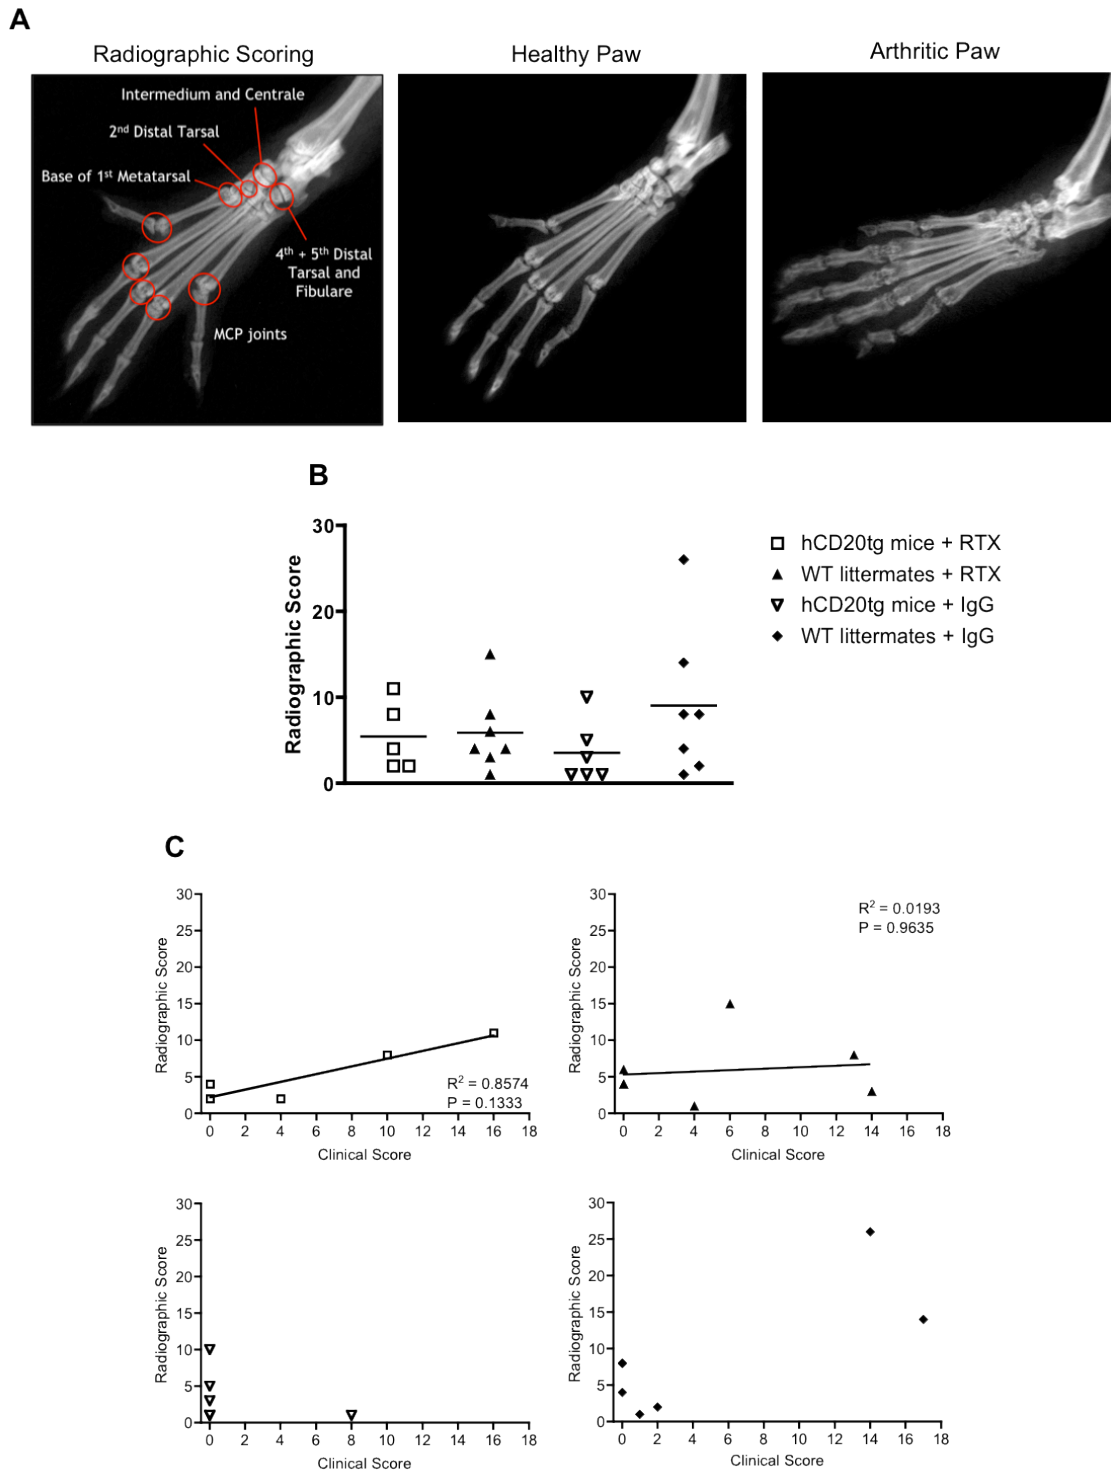 A
Radiographic Scoring
Healthy Paw
Arthritic Paw
Intermedium and Centrale
2nd Distal Tarsal
Base of 1st Metatarsal
4th + 5th Distal
Tarsal and
Fibulare
MCP joints
B
Radiographic Score
30
20
10
0
hCD20tg mice + RTX
WT littermates + RTX
hCD20tg mice + IgG
WT littermates + IgG
C
Radiographic Score
30
25
20
15
10
5
0
R2 = 0.8574
P = 0.1333
0 2 4 6 8 10 12 14 16 18
Clinical Score
Radiographic Score
30
25
20
15
10
5
0
R2 = 0.0193
P = 0.9635
0 2 4 6 8 10 12 14 16 18
Clinical Score
Radiographic Score
30
25
20
15
10
5
0
0 2 4 6 8 10 12 14 16 18
Clinical Score
Radiographic Score
30
25
20
15
10
5
0
0 2 4 6 8 10 12 14 16 18
Clinical Score